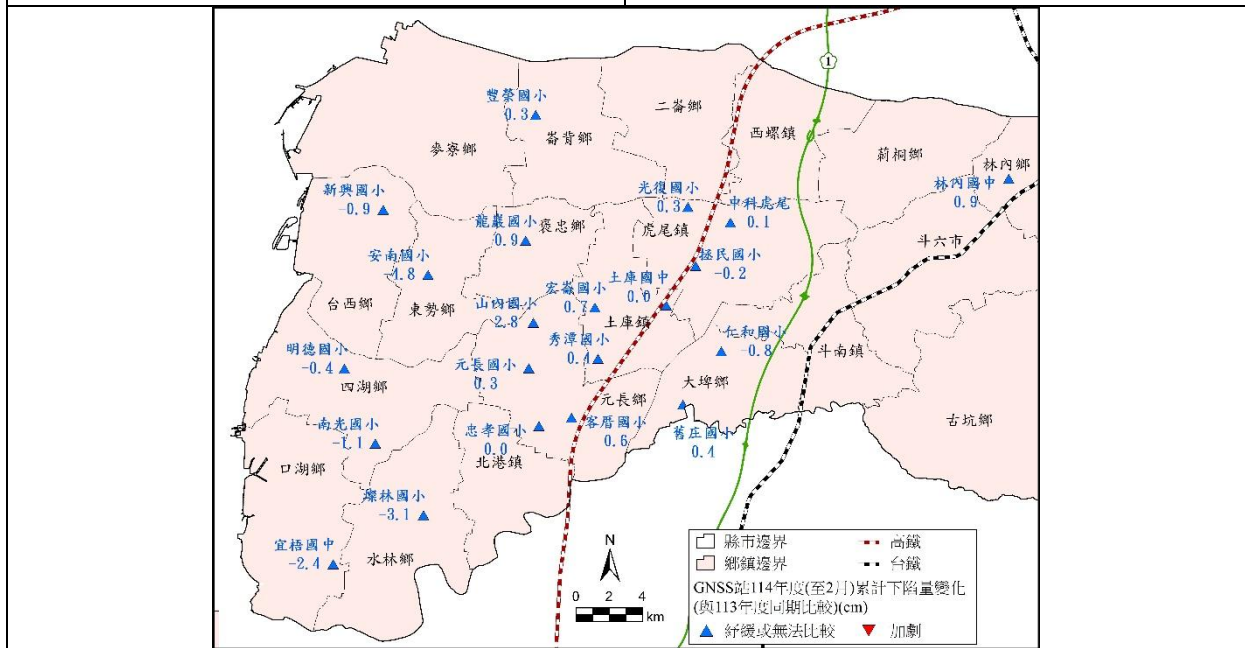 1
二崙鄉
豐榮國小
0.3
崙背鄉
西螺鎮
麥寮鄉
莿桐鄉
林內鄉
林內國中
0.9
新興國小
-0.9
光復國小
0.3
中科虎尾
0.1
龍巖國小
0.9
褒忠鄉
虎尾鎮
斗六市
安南國小
-1.8
拯民國小
-0.2
土庫國中
0.0
宏崙國小
0.7
台西鄉
東勢鄉
山內國小
2.8
土庫鎮
仁和國小
-0.8
斗南鎮
秀潭國小
0.4
明德國小
-0.4
四湖鄉
元長國小
0.3
大埤鄉
元長鄉
古坑鄉
南光國小
-1.1
忠孝國小
0.0
客厝國小
0.6
舊庄國小
0.4
口湖鄉
北港鎮
燦林國小
-3.1
宜梧國中
-2.4
水林鄉
N
0 2 4
km
縣市邊界
高鐵
鄉鎮邊界
台鐵
GNSS站114年度(至2月)累計下陷量變化
(與113年度同期比較)(cm)
紓緩或無法比較
加劇